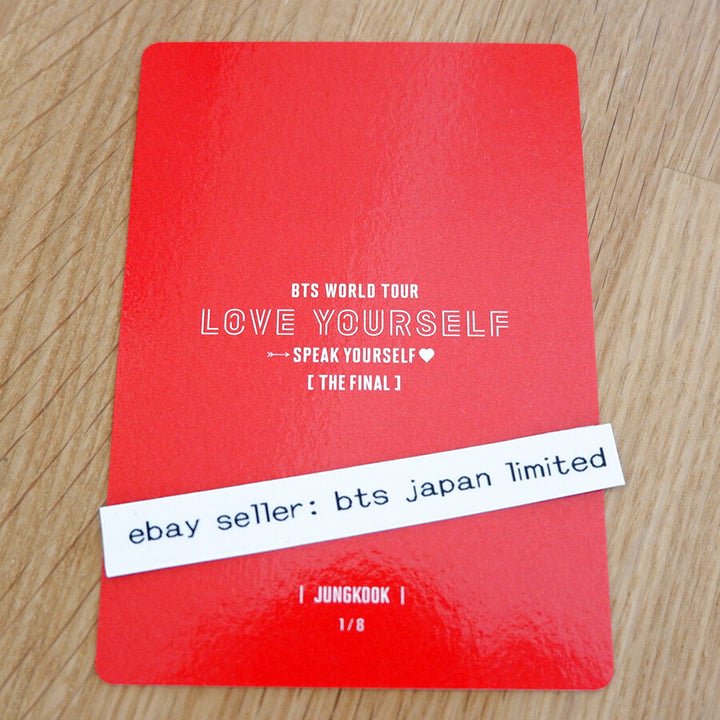 BTS WORLD TOUR
LOVE YOURSELF
SPEAK YOURSELF
[ THE FINAL ]
ebay seller: bts japan limited
| JUNGKOOK |
1/8